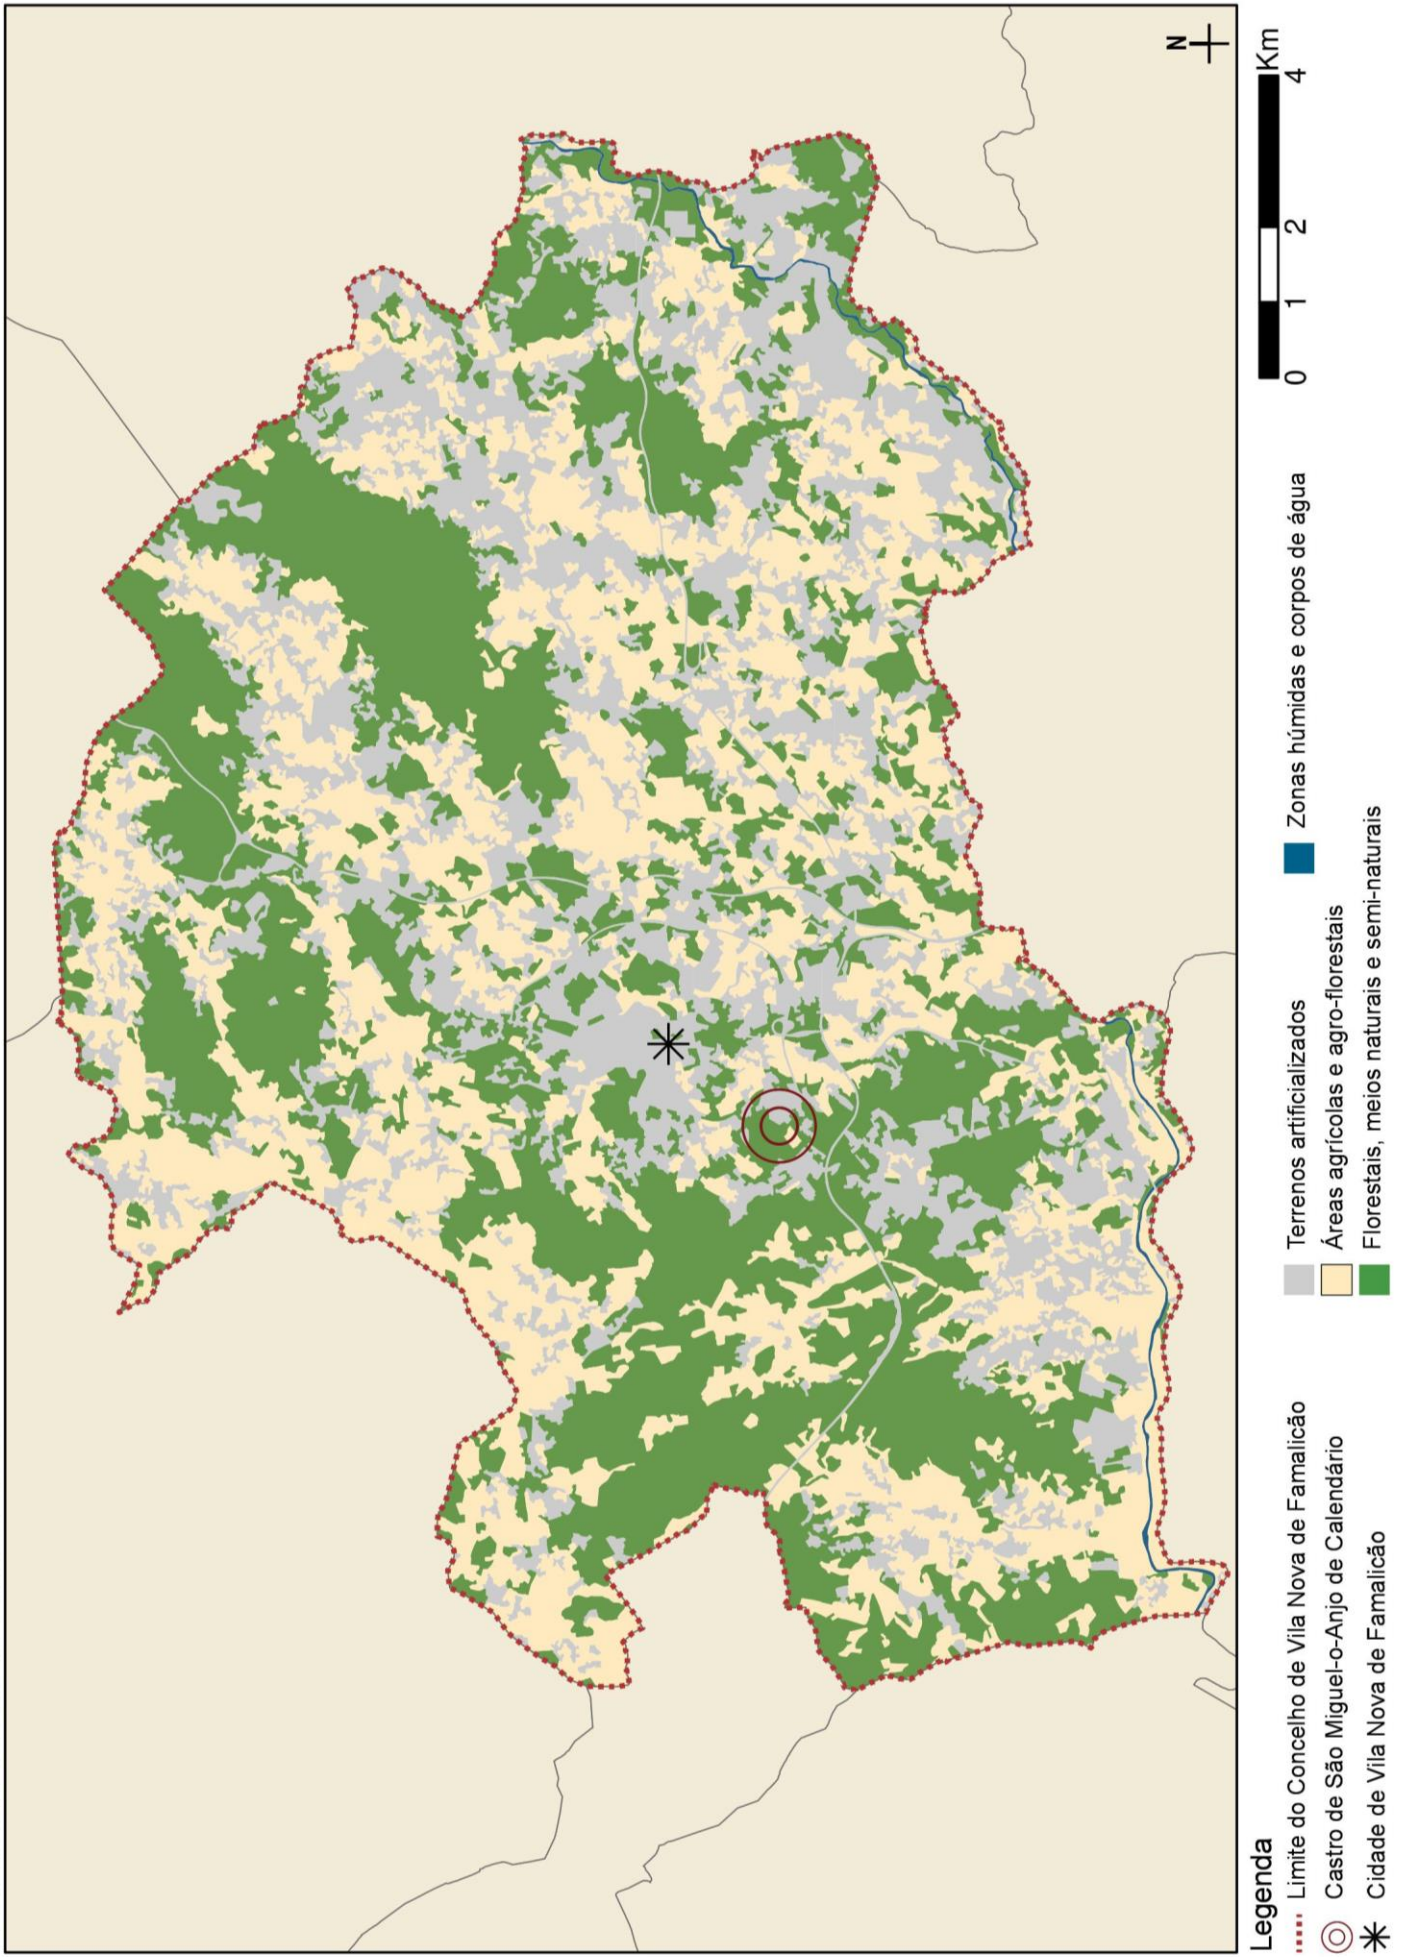 N
Km
0 1 2 4
Legenda
Limite do Concelho de Vila Nova de Famalicão
Castro de São Miguel-o-Anjo de Calendário
Cidade de Vila Nova de Famalicão
Terrenos artificializados
Áreas agrícolas e agro-florestais
Florestais, meios naturais e semi-naturais
Zonas húmidas e corpos de água